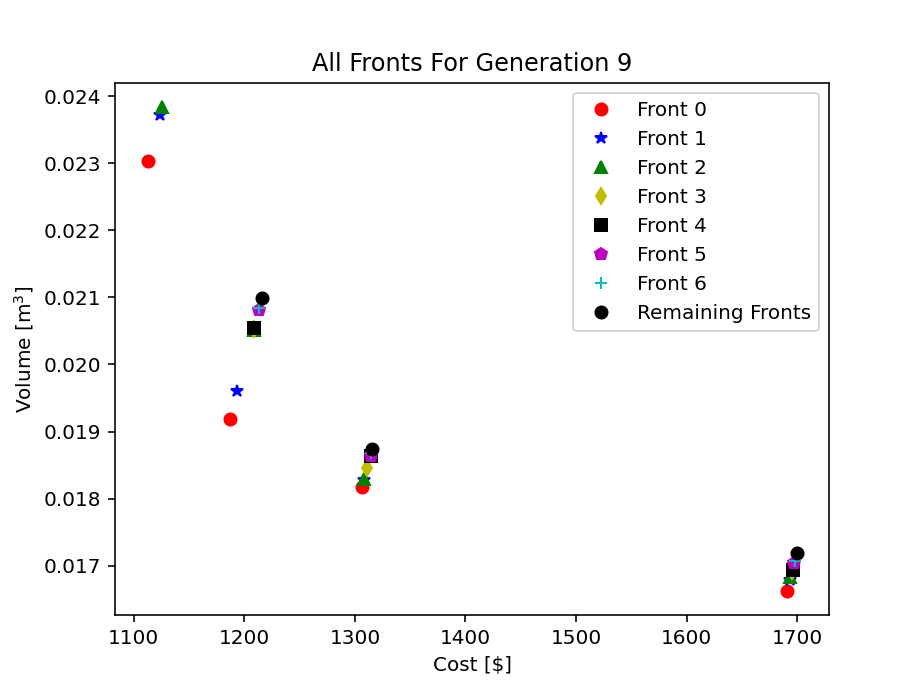 All Fronts For Generation 9
0.024
0.023
0.022
0.021
0.020
0.019
0.018
0.017
Volume [m³]
Front 0
Front 1
Front 2
Front 3
Front 4
Front 5
Front 6
Remaining Fronts
1100 1200 1300 1400 1500 1600 1700
Cost [$]